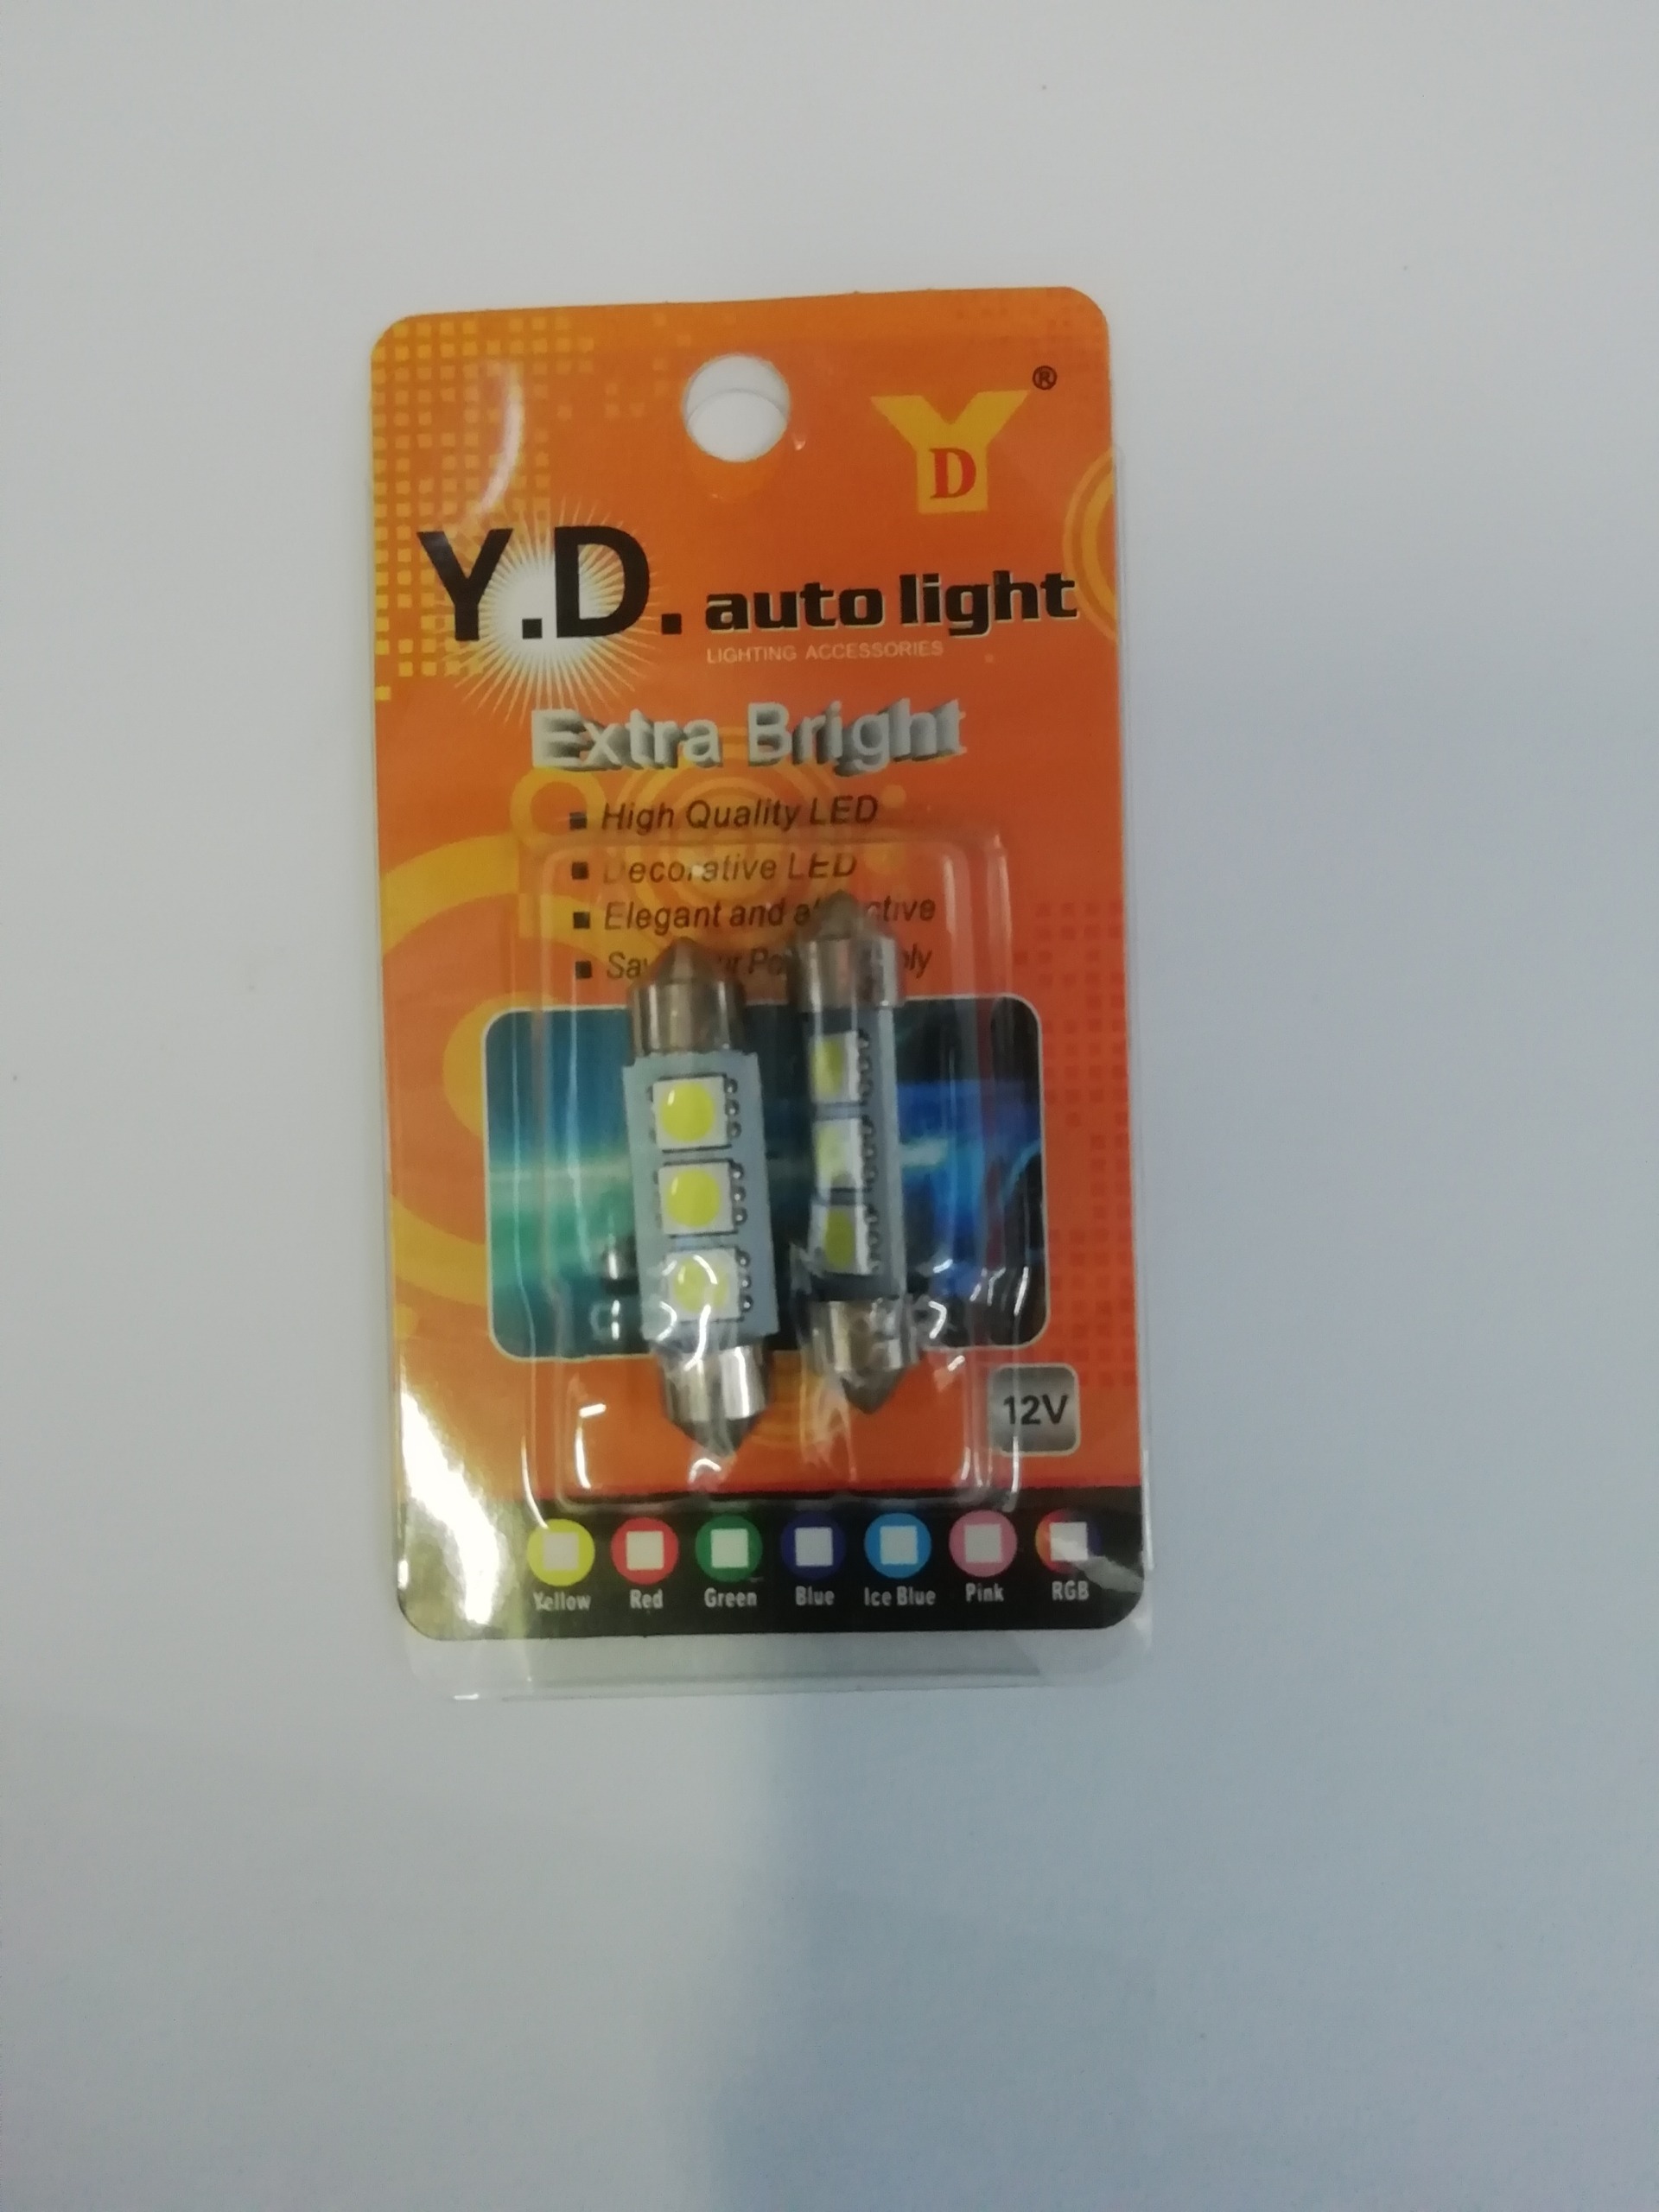 YD®
Y.D. auto light
LIGHTING ACCESSORIES
Extra Bright
High Quality LED
Decorative LED
Elegant and
12V
Yellow Red Green Blue Ice Blue Pink RGB